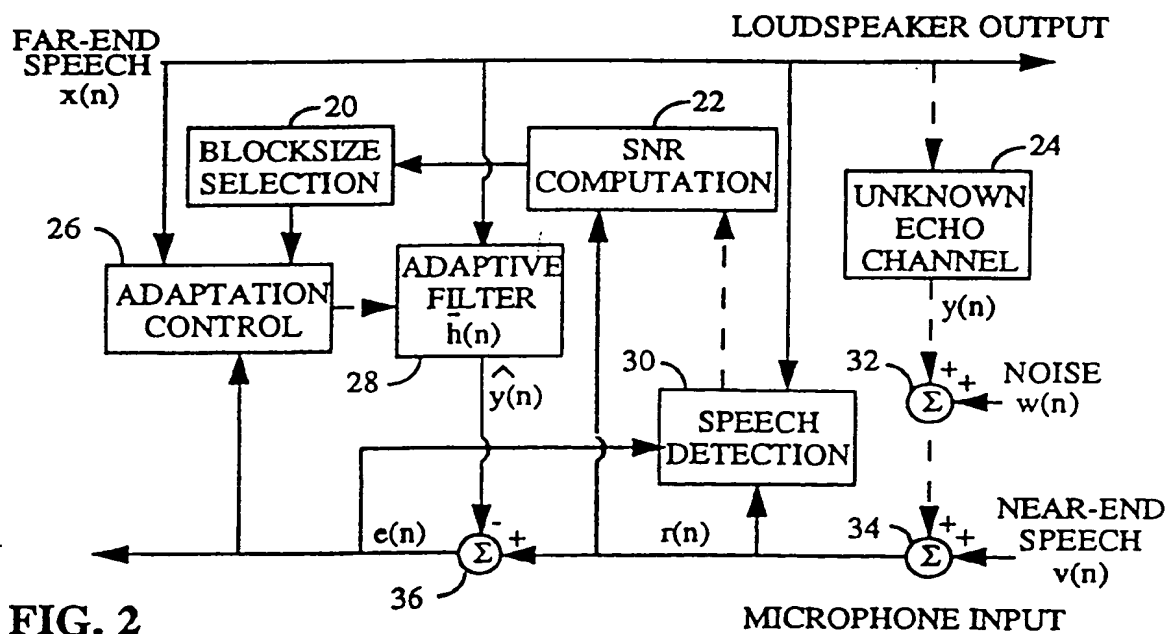 LOUDSPEAKER OUTPUT
FAR-END
SPEECH
x(n)
20
BLOCKSIZE
SELECTION
22
SNR
COMPUTATION
24
UNKNOWN
ECHO
CHANNEL
26
ADAPTATION
CONTROL
ADAPTIVE
FILTER
h(n)
28
ŷ(n)
30
SPEECH
DETECTION
y(n)
32
+
+
Σ
NOISE
w(n)
e(n)
-
Σ
+
36
r(n)
34
+
+
Σ
NEAR-END
SPEECH
v(n)
FIG. 2
MICROPHONE INPUT